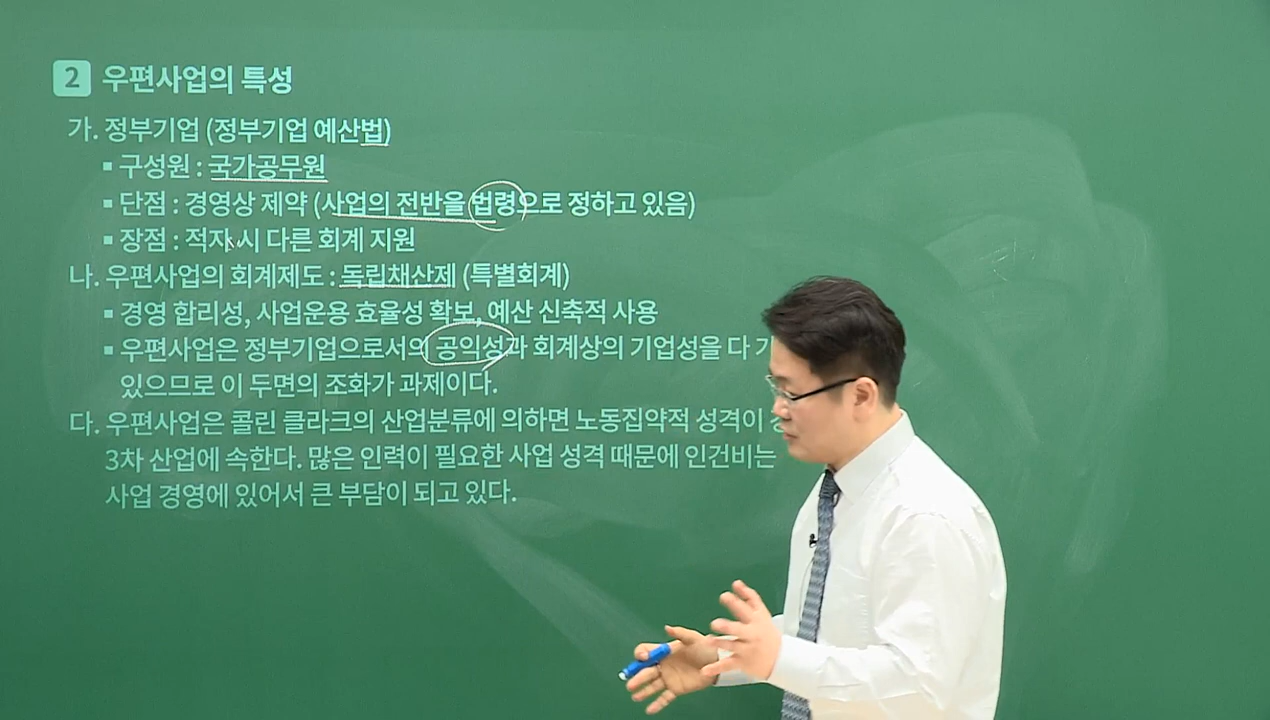 2 우편사업의 특성
가. 정부기업 (정부기업 예산법)
▪ 구성원 : 국가공무원
▪ 단점 : 경영상 제약 (사업의 전반을 법령으로 정하고 있음)
▪ 장점 : 적자 시 다른 회계 지원
나. 우편사업의 회계제도 : 독립채산제 (특별회계)
▪ 경영 합리성, 사업운용 효율성 확보, 예산 신축적 사용
▪ 우편사업은 정부기업으로서의 공익성과 회계상의 기업성을 다
있으므로 이 두면의 조화가 과제이다.
다. 우편사업은 콜린 클라크의 산업분류에 의하면 노동집약적 성격이
3차 산업에 속한다. 많은 인력이 필요한 사업 성격 때문에 인건비는
사업 경영에 있어서 큰 부담이 되고 있다.